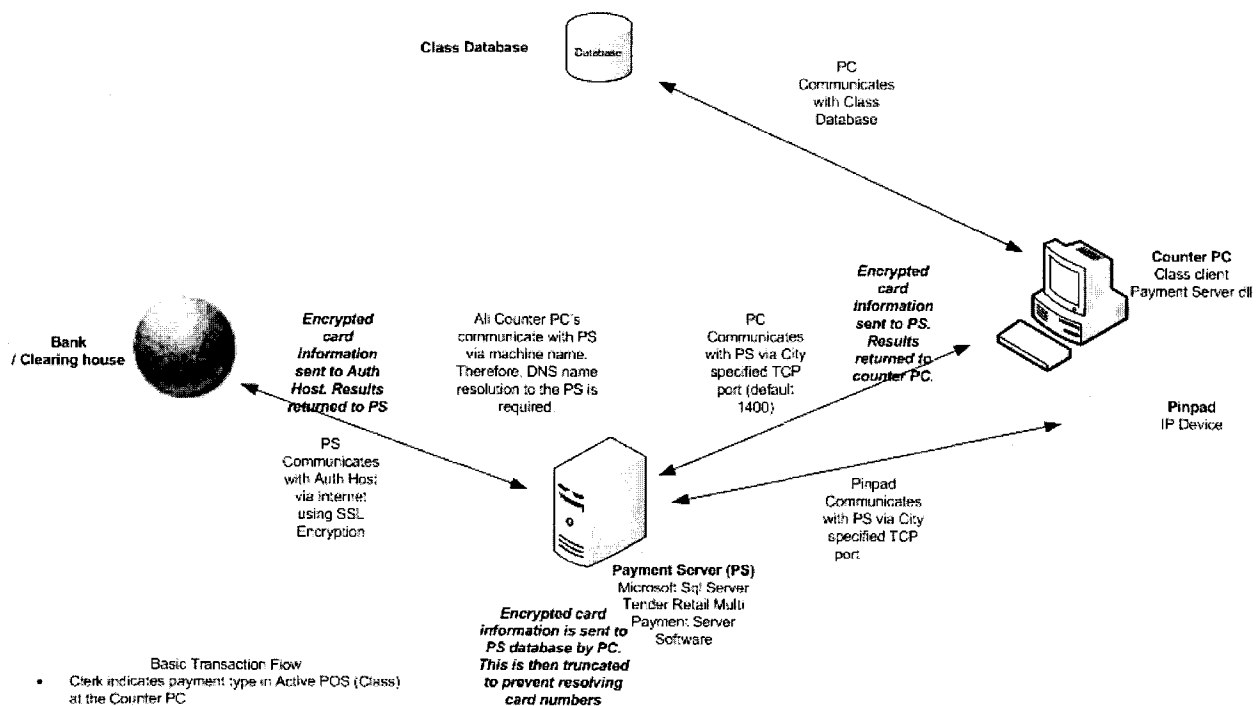 Class Database
Database
PC
Communicates
with Class
Database
Counter PC
Class client
Payment Server dll
Bank
/ Clearing house
Encrypted
card
information
sent to Auth
Host. Results
returned to PS
All Counter PC's
communicate with PS
via machine name.
Therefore, DNS name
resolution to the PS is
required.
PC
Communicates
with PS via City
specified TCP
port (default
1400)
Encrypted
card
information
sent to PS.
Results
returned to
counter PC.
Pinpad
IP Device
PS
Communicates
with Auth Host
via internet
using SSL
Encryption
Pinpad
Communicates
with PS via City
specified TCP
port
Payment Server (PS)
Microsoft Sql Server
Tender Retail Multi
Payment Server
Software
Encrypted card
information is sent to
PS database by PC.
This is then truncated
to prevent resolving
card numbers
Basic Transaction Flow
• Clerk indicates payment type in Active POS (Class)
at the Counter PC